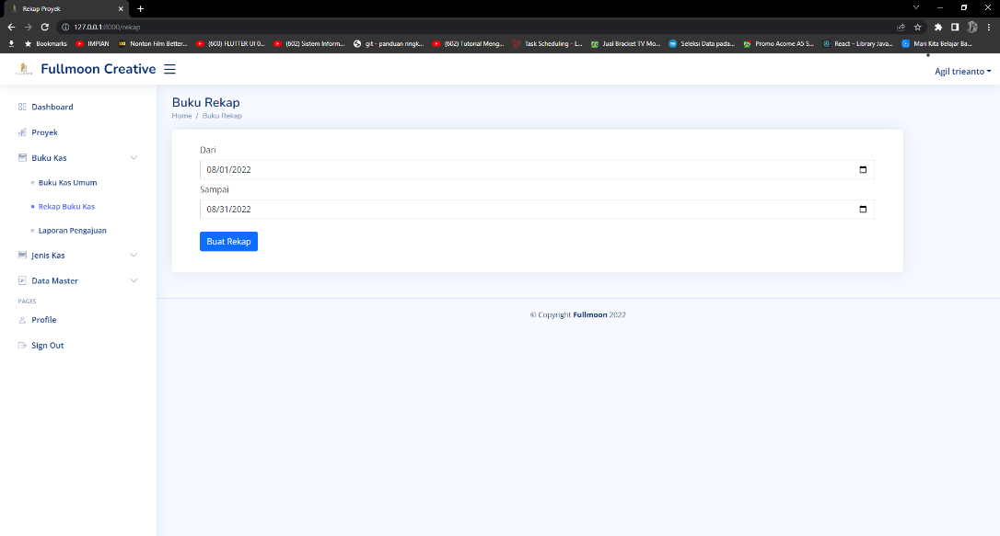 Rekap Proyek
127.0.0.1:8000/rekap
Bookmarks
IMPIAN
Nonton Film Better...
(600) FLUTTER UI 0...
(602) Sistem Inform...
git - panduan ringk...
(602) Tutorial Meng...
Task Scheduling - L...
Jual Bracket TV Mo...
Seleksi Data pada...
Promo Acome A5 S...
React – Library Java...
Mari Kita Belajar Ba...
FULLMOON
Fullmoon Creative
Agil trieanto
Dashboard
Proyek
Buku Kas
Buku Kas Umum
Rekap Buku Kas
Laporan Pengajuan
Jenis Kas
Data Master
PAGES
Profile
Sign Out
Buku Rekap
Home / Buku Rekap
Dari
08/01/2022
Sampai
08/31/2022
Buat Rekap
© Copyright Fullmoon 2022